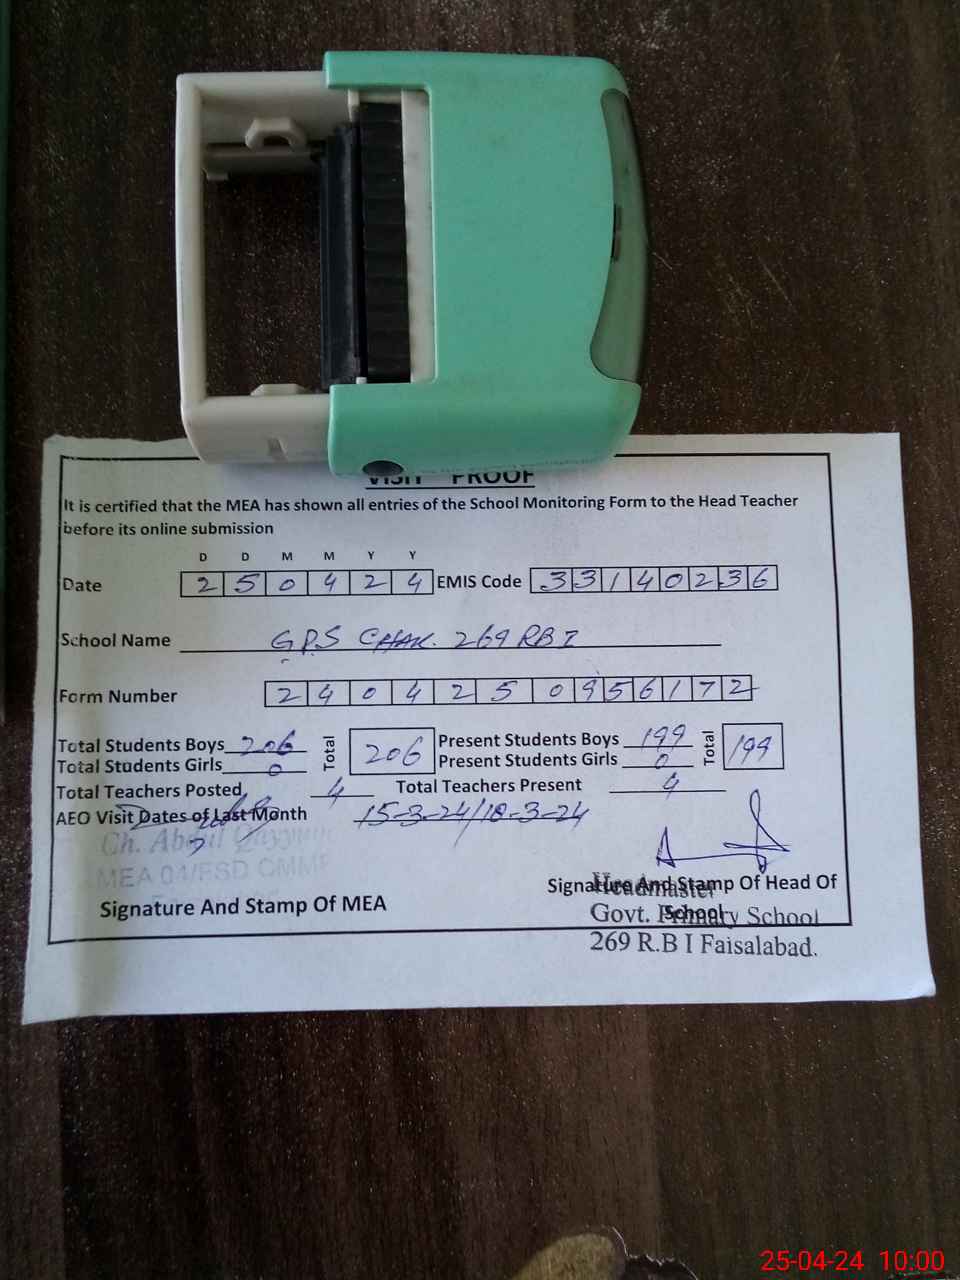 VISIT PROOF
It is certified that the MEA has shown all entries of the School Monitoring Form to the Head Teacher
before its online submission
D D M M Y Y
Date 2 5 0 4 2 4 EMIS Code 3 3 1 4 0 2 3 6
School Name GPS CHAK. 269 RB I
Form Number 2 4 0 4 2 5 0 9 5 6 1 7 2
Total Students Boys 206 Total 206 Present Students Boys 199 Total 199
Total Students Girls 0 Present Students Girls 0
Total Teachers Posted 4 Total Teachers Present 4
AEO Visit Dates of Last Month 15-3-24/18-3-24
Ch. Abdul Qayyum
MEA 04/FSD CMMF
Signature And Stamp Of MEA
Signature And Stamp Of Head Of
School
Headmaster
Govt. Primary School
269 R.B I Faisalabad.
25-04-24 10:00